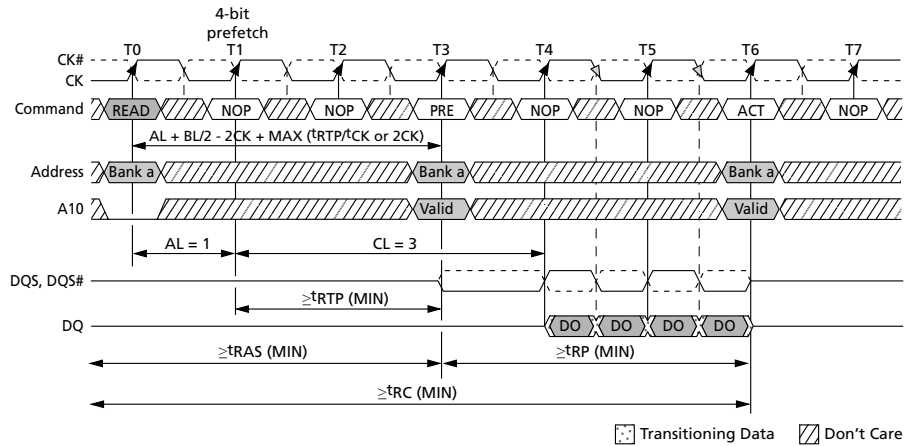 4-bit
prefetch
T0 T1 T2 T3 T4 T5 T6 T7
CK#
CK
Command READ NOP NOP PRE NOP NOP ACT NOP
AL + BL/2 - 2CK + MAX (tRTP/tCK or 2CK)
Address Bank a Bank a Bank a
A10 Valid Valid
AL = 1 CL = 3
DQS, DQS#
≥tRTP (MIN)
DQ DO DO DO DO
≥tRAS (MIN) ≥tRP (MIN)
≥tRC (MIN)
Transitioning Data Don't Care